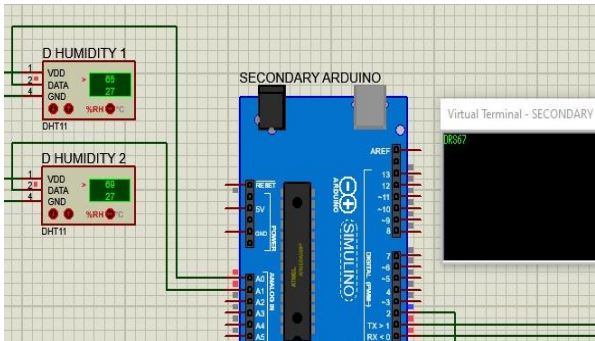 D HUMIDITY 1
1 VDD
2 DATA
4 GND
> 65
27
%RH °C
DHT11
D HUMIDITY 2
1 VDD
2 DATA
4 GND
> 69
27
%RH °C
DHT11
SECONDARY ARDUINO
AREF
RESET
5V
GND
POWER
ANALOG IN
A0
A1
A2
A3
A4
A5
ARDUINO
SIMULINO
DIGITAL (PWM~)
13
12
~11
~10
~9
8
7
~6
~5
4
~3
2
TX > 1
RX < 0
Virtual Terminal - SECONDARY
DRS67